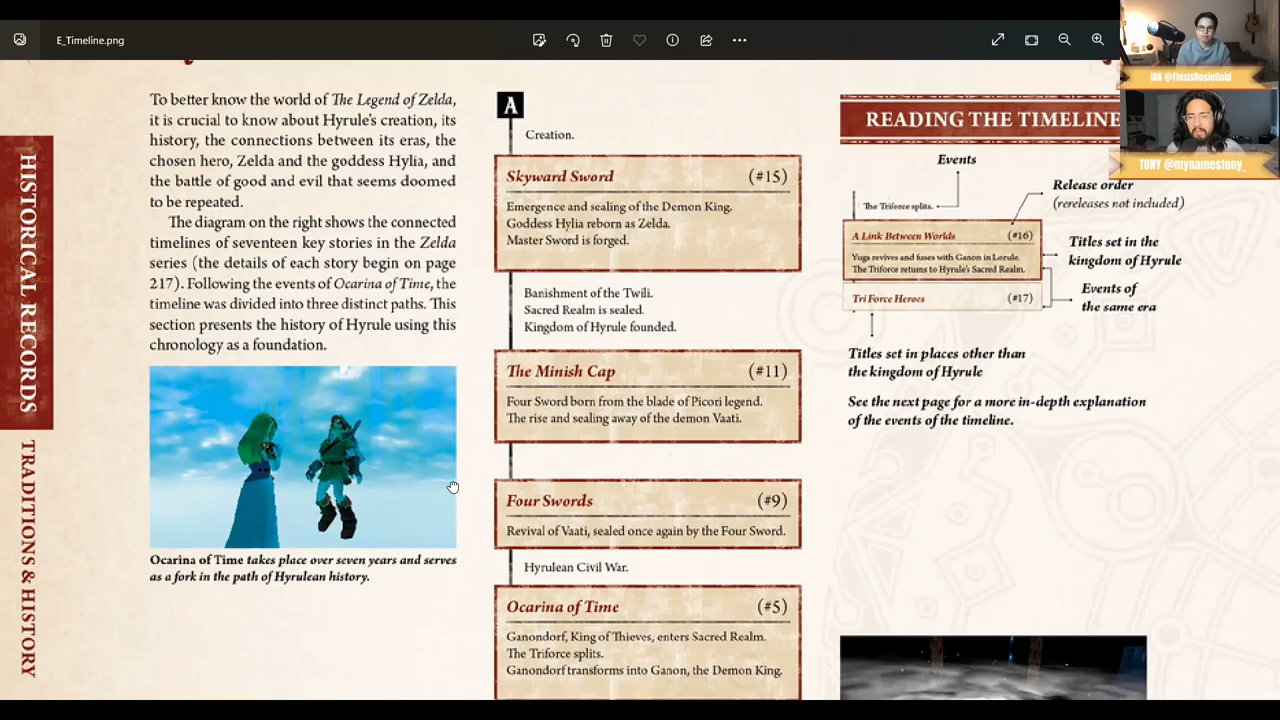 E_Timeline.png
IAN @ThisIsRosieGold
TONY @mynamestony_
HISTORICAL RECORDS
TRADITIONS & HISTORY
To better know the world of The Legend of Zelda,
it is crucial to know about Hyrule's creation, its
history, the connections between its eras, the
chosen hero, Zelda and the goddess Hylia, and
the battle of good and evil that seems doomed
to be repeated.
The diagram on the right shows the connected
timelines of seventeen key stories in the Zelda
series (the details of each story begin on page
217). Following the events of Ocarina of Time, the
timeline was divided into three distinct paths. This
section presents the history of Hyrule using this
chronology as a foundation.
Ocarina of Time takes place over seven years and serves
as a fork in the path of Hyrulean history.
A
Creation.
Skyward Sword (#15)
Emergence and sealing of the Demon King.
Goddess Hylia reborn as Zelda.
Master Sword is forged.
Banishment of the Twili.
Sacred Realm is sealed.
Kingdom of Hyrule founded.
The Minish Cap (#11)
Four Sword born from the blade of Picori legend.
The rise and sealing away of the demon Vaati.
Four Swords (#9)
Revival of Vaati, sealed once again by the Four Sword.
Hyrulean Civil War.
Ocarina of Time (#5)
Ganondorf, King of Thieves, enters Sacred Realm.
The Triforce splits.
Ganondorf transforms into Ganon, the Demon King.
READING THE TIMELINE
Events
The Triforce splits.
Release order
(rereleases not included)
A Link Between Worlds (#16)
Yuga revives and fuses with Ganon in Lorule.
The Triforce returns to Hyrule's Sacred Realm.
Titles set in the
kingdom of Hyrule
Tri Force Heroes (#17)
Events of
the same era
Titles set in places other than
the kingdom of Hyrule
See the next page for a more in-depth explanation
of the events of the timeline.